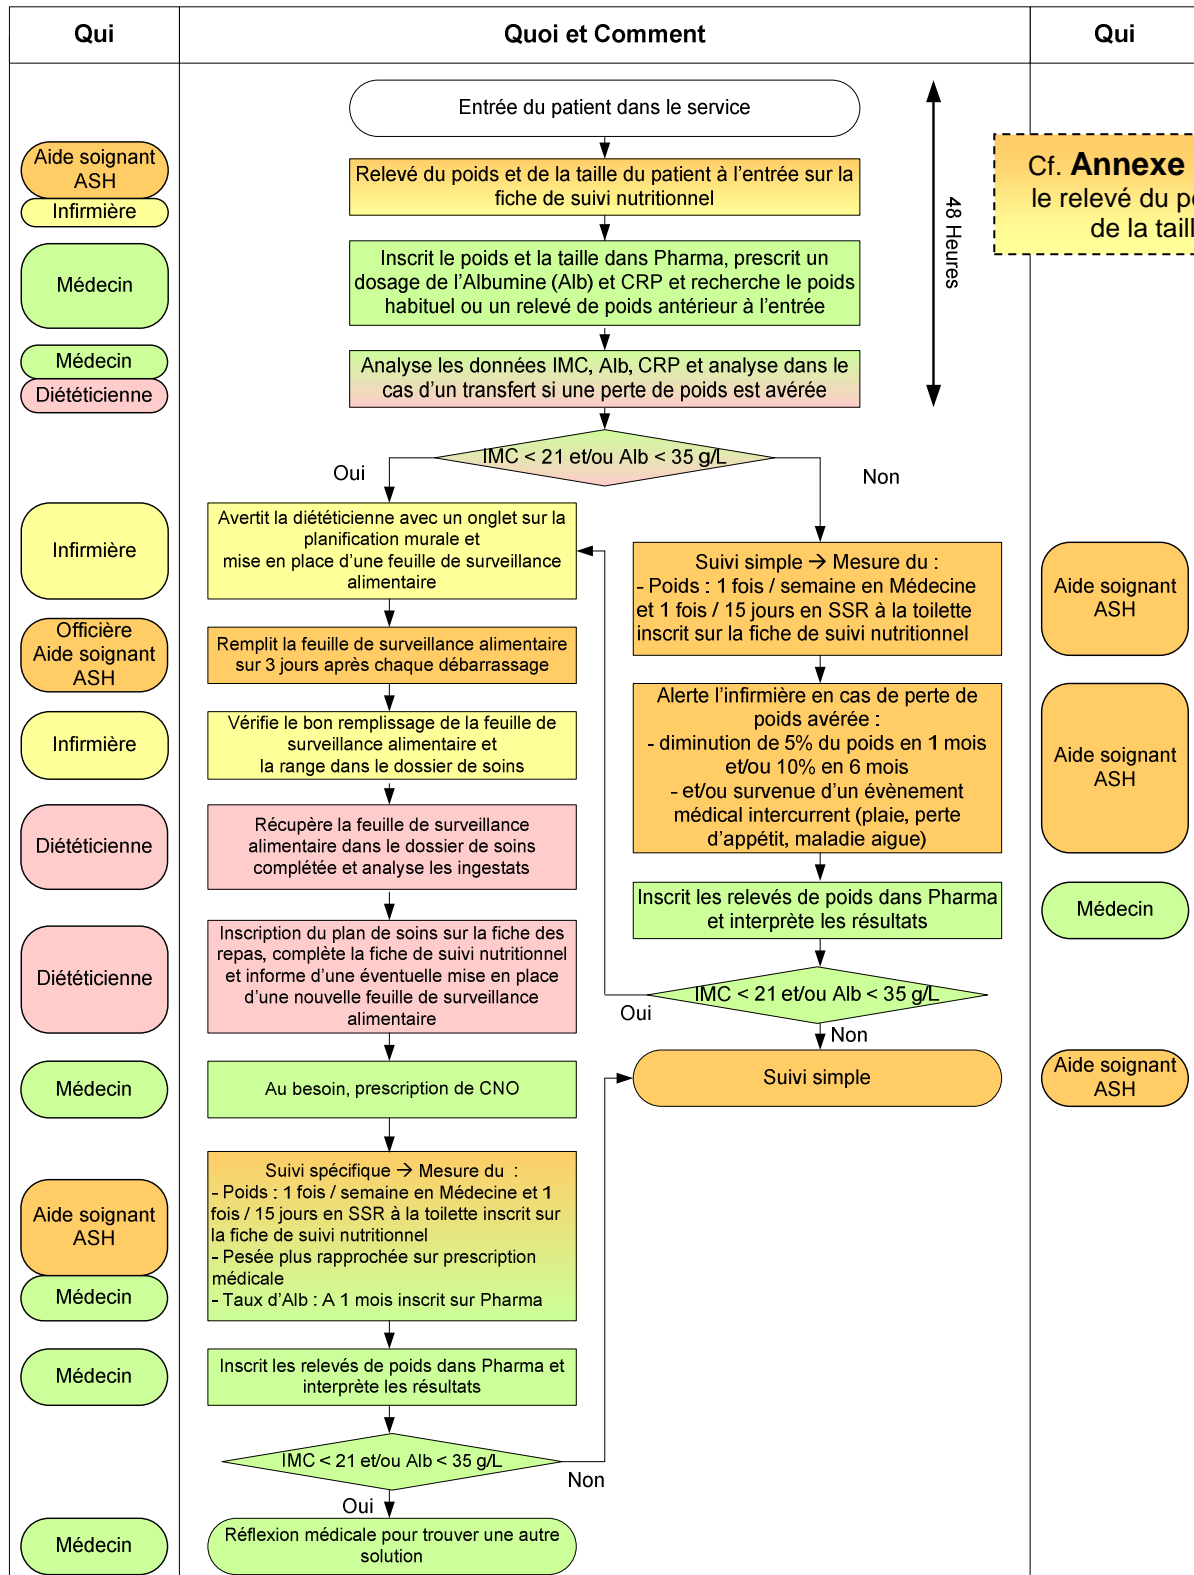 Qui
Quoi et Comment
Qui
Entrée du patient dans le service
48 Heures
Aide soignant
ASH
Infirmière
Relevé du poids et de la taille du patient à l'entrée sur la
fiche de suivi nutritionnel
Cf. Annexe
le relevé du
de la
Médecin
Inscrit le poids et la taille dans Pharma, prescrit un
dosage de l'Albumine (Alb) et CRP et recherche le poids
habituel ou un relevé de poids antérieur à l'entrée
Médecin
Diététicienne
Analyse les données IMC, Alb, CRP et analyse dans le
cas d'un transfert si une perte de poids est avérée
IMC < 21 et/ou Alb < 35 g/L
Oui
Non
Infirmière
Avertit la diététicienne avec un onglet sur la
planification murale et
mise en place d'une feuille de surveillance
alimentaire
Officière
Aide soignant
ASH
Remplit la feuille de surveillance alimentaire
sur 3 jours après chaque débarrassage
Infirmière
Vérifie le bon remplissage de la feuille de
surveillance alimentaire et
la range dans le dossier de soins
Diététicienne
Récupère la feuille de surveillance
alimentaire dans le dossier de soins
complétée et analyse les ingestats
Diététicienne
Inscription du plan de soins sur la fiche des
repas, complète la fiche de suivi nutritionnel
et informe d'une éventuelle mise en place
d'une nouvelle feuille de surveillance
alimentaire
Médecin
Au besoin, prescription de CNO
Aide soignant
ASH
Médecin
Suivi spécifique → Mesure du :
- Poids : 1 fois / semaine en Médecine et 1
fois / 15 jours en SSR à la toilette inscrit sur
la fiche de suivi nutritionnel
- Pesée plus rapprochée sur prescription
médicale
- Taux d'Alb : A 1 mois inscrit sur Pharma
Médecin
Inscrit les relevés de poids dans Pharma et
interprète les résultats
IMC < 21 et/ou Alb < 35 g/L
Non
Oui
Médecin
Réflexion médicale pour trouver une autre
solution
Suivi simple → Mesure du :
- Poids : 1 fois / semaine en Médecine
et 1 fois / 15 jours en SSR à la toilette
inscrit sur la fiche de suivi nutritionnel
Aide soignant
ASH
Alerte l'infirmière en cas de perte de
poids avérée :
- diminution de 5% du poids en 1 mois
et/ou 10% en 6 mois
- et/ou survenue d'un évènement
médical intercurrent (plaie, perte
d'appétit, maladie aigue)
Aide soignant
ASH
Inscrit les relevés de poids dans Pharma
et interprète les résultats
Médecin
IMC < 21 et/ou Alb < 35 g/L
Oui
Non
Suivi simple
Aide soignant
ASH